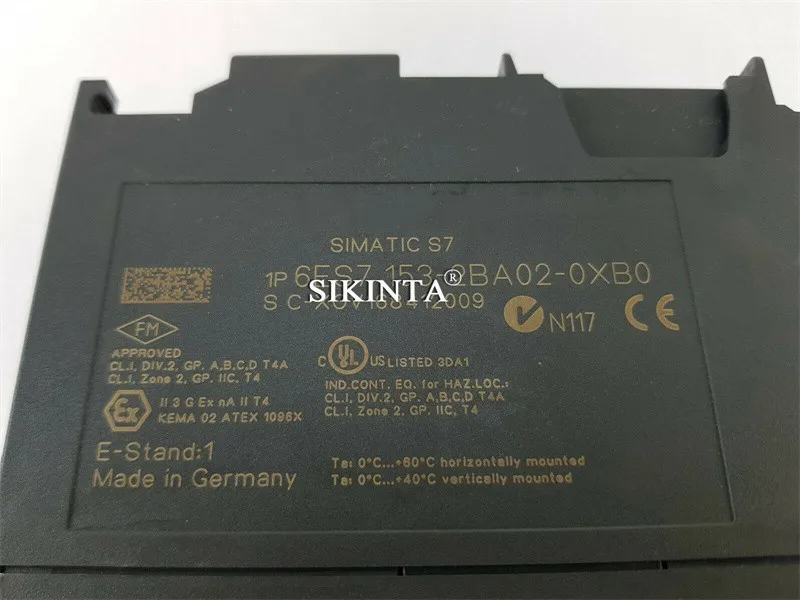 SIMATIC S7
1P 6ES7 153-2BA02-0XB0
SIKINTA®
S C-
N117
CE
FM
APPROVED
CL.I, DIV.2, GP. A,B,C,D T4A
CL.I, Zone 2, GP. IIC, T4
C UL US LISTED 3DA1
IND.CONT. EQ. for HAZ.LOC.:
CL.I, DIV.2, GP. A,B,C,D T4A
CL.I, Zone 2, GP. IIC, T4
Ex II 3 G Ex nA II T4
KEMA 02 ATEX 1096X
E-Stand:1
Made in Germany
Ta: 0°C...+60°C horizontally mounted
Ta: 0°C...+40°C vertically mounted